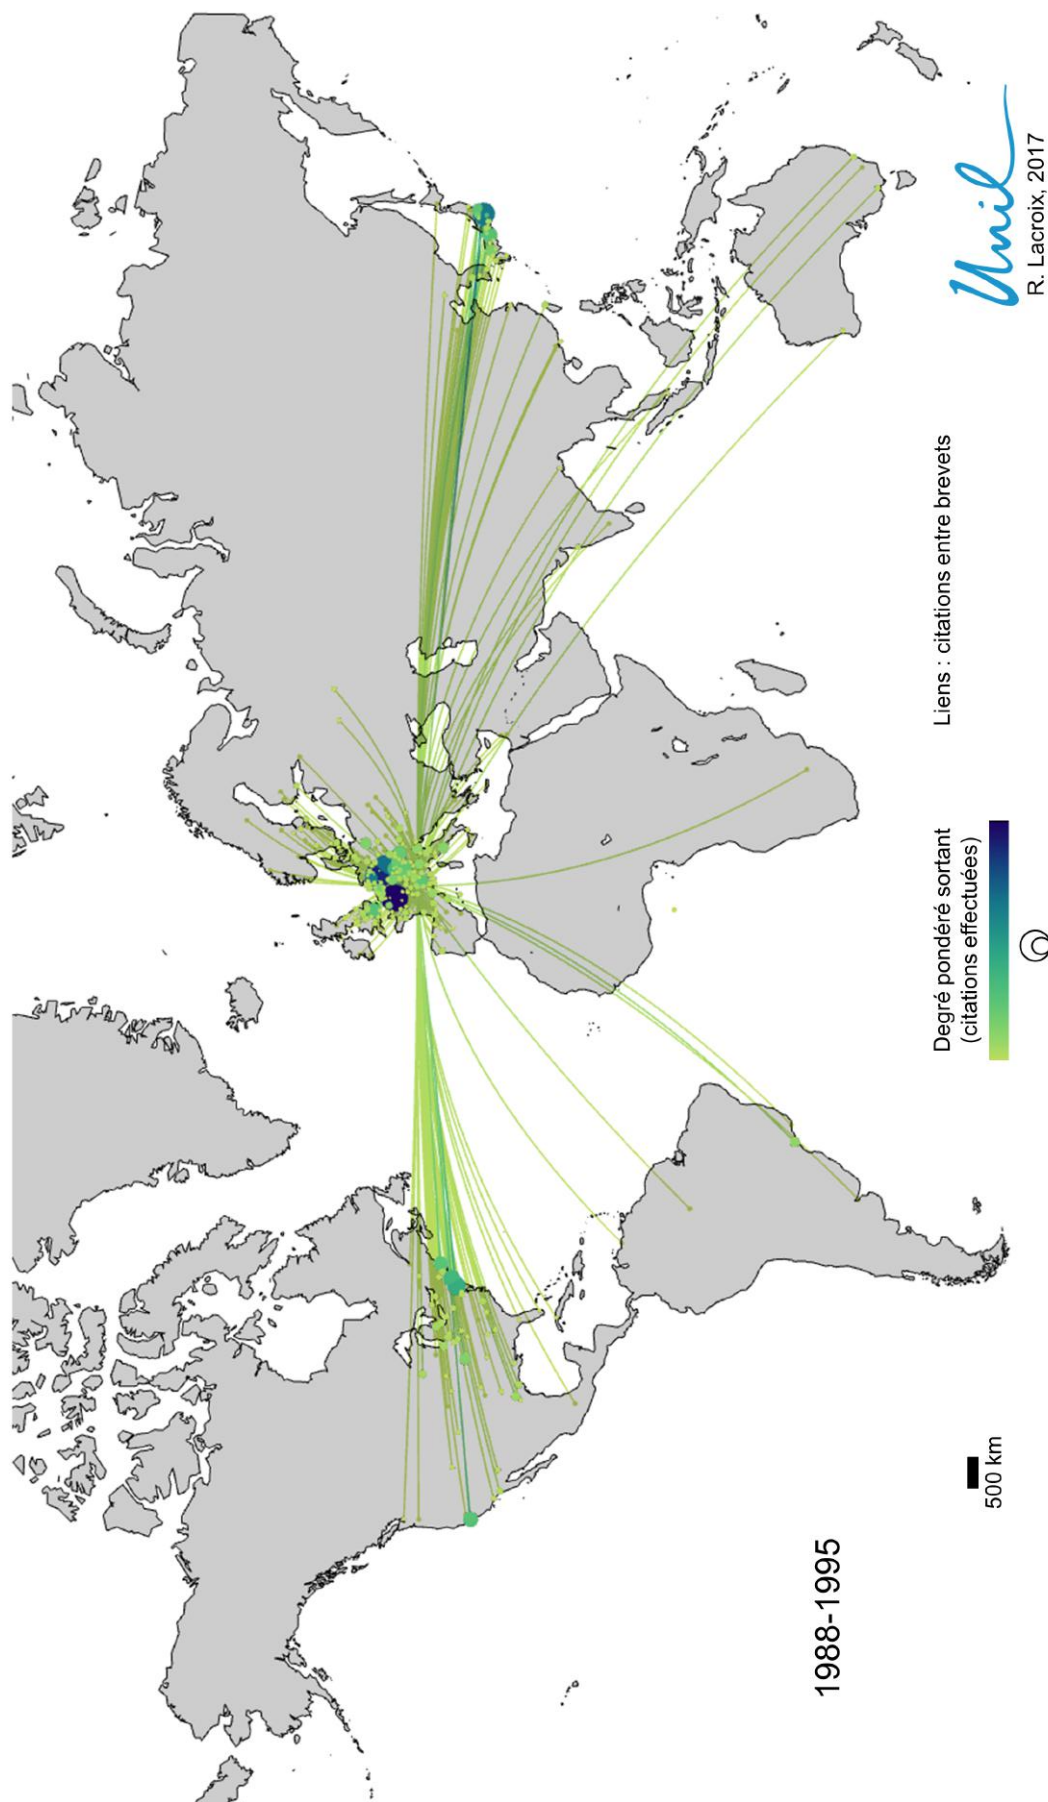 1988-1995
500 km
Degré pondéré sortant
(citations effectuées)
Liens : citations entre brevets
Unil
R. Lacroix, 2017